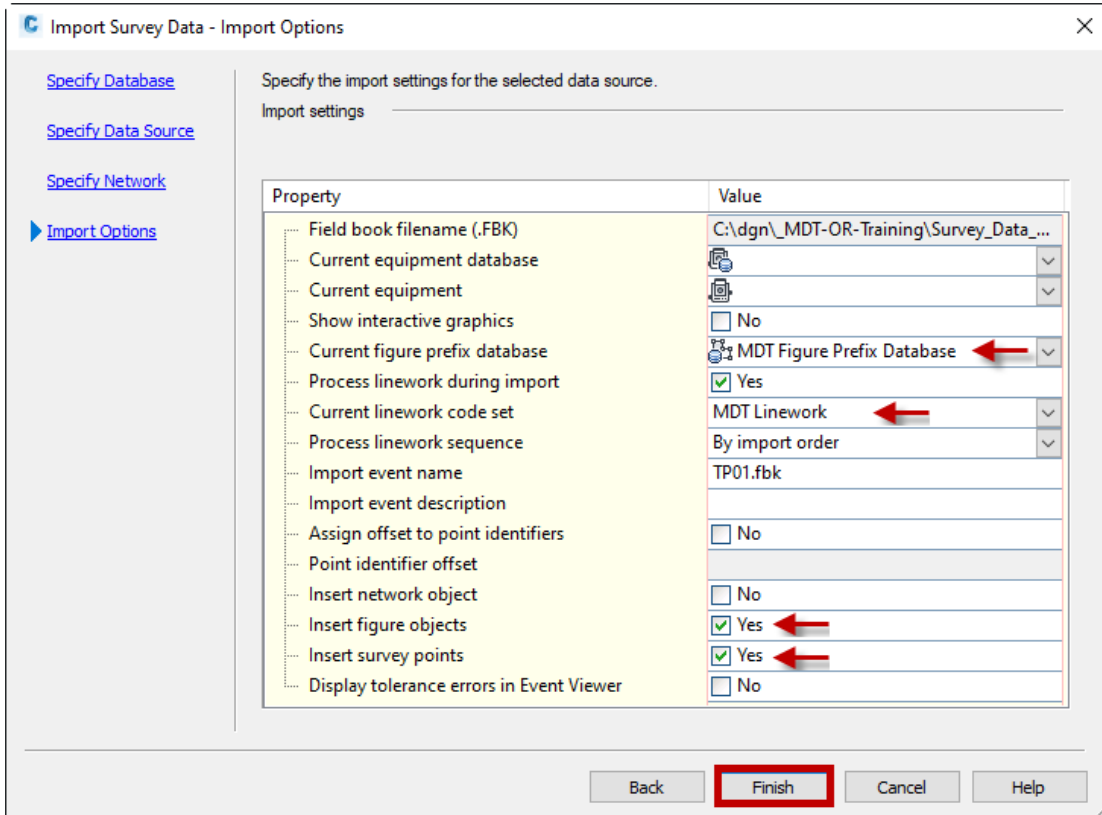 Import Survey Data - Import Options
Specify Database
Specify Data Source
Specify Network
Import Options
Specify the import settings for the selected data source.
Import settings
Property Value
Field book filename (.FBK) C:\dgn\_MDT-OR-Training\Survey_Data_...
Current equipment database
Current equipment
Show interactive graphics No
Current figure prefix database MDT Figure Prefix Database
Process linework during import Yes
Current linework code set MDT Linework
Process linework sequence By import order
Import event name TP01.fbk
Import event description
Assign offset to point identifiers No
Point identifier offset
Insert network object No
Insert figure objects Yes
Insert survey points Yes
Display tolerance errors in Event Viewer No
Back Finish Cancel Help